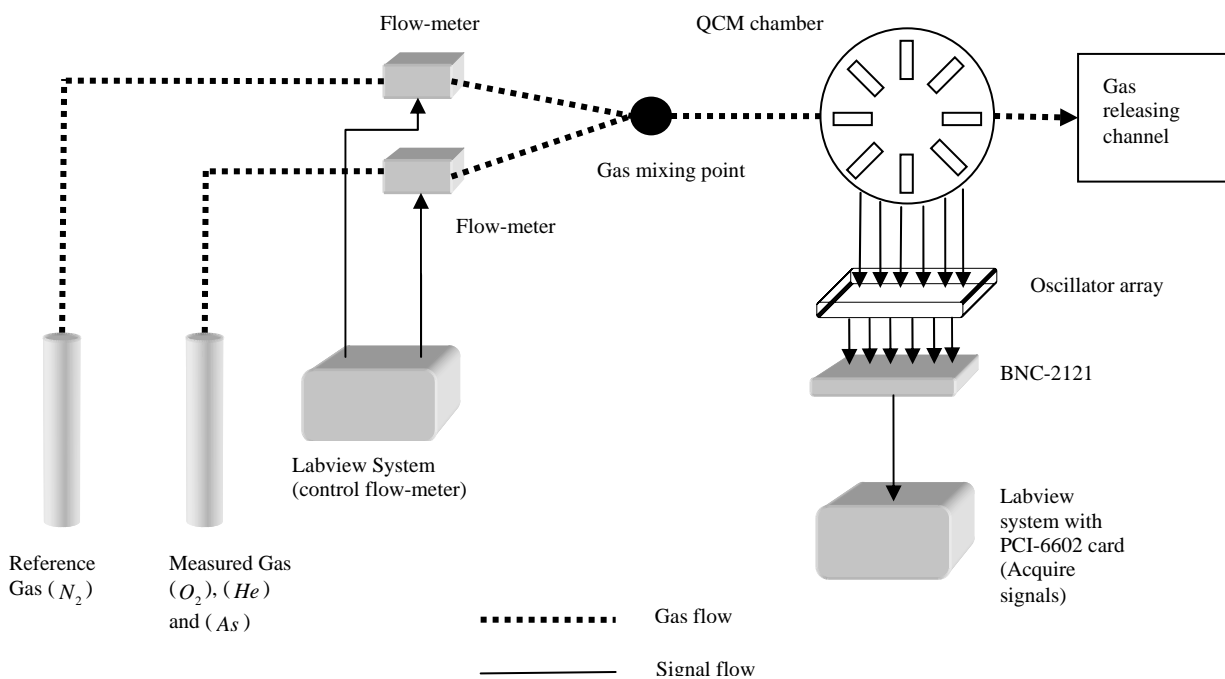 Flow-meter
QCM chamber
Gas
releasing
channel
Gas mixing point
Flow-meter
Oscillator array
BNC-2121
Labview System
(control flow-meter)
Labview
system with
PCI-6602 card
(Acquire
signals)
Reference
Gas (N₂)
Measured Gas
(O₂), (He)
and (As)
Gas flow
Signal flow